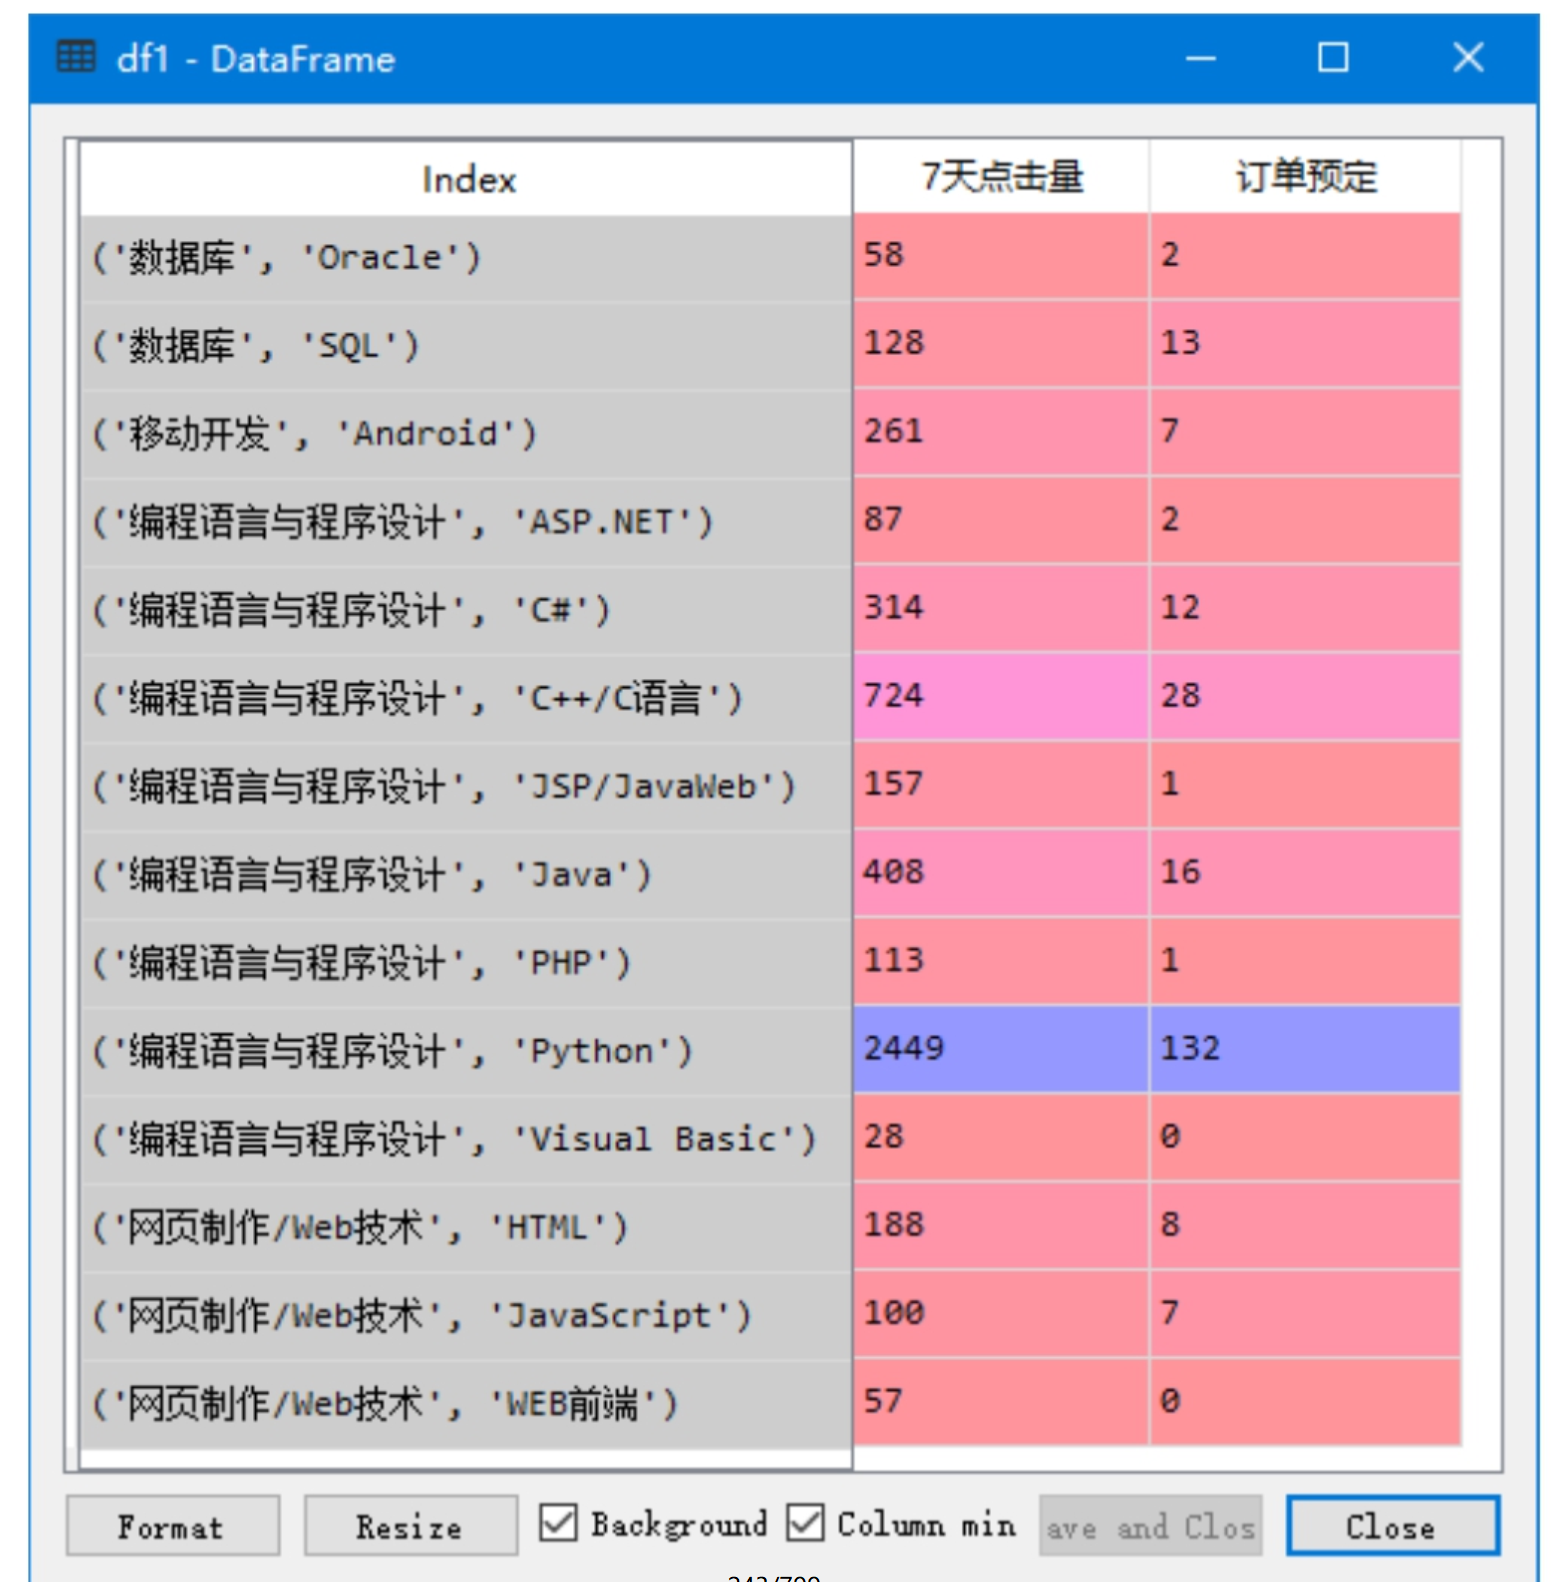 df1 - DataFrame
Index 7天点击量 订单预定
('数据库', 'Oracle') 58 2
('数据库', 'SQL') 128 13
('移动开发', 'Android') 261 7
('编程语言与程序设计', 'ASP.NET') 87 2
('编程语言与程序设计', 'C#') 314 12
('编程语言与程序设计', 'C++/C语言') 724 28
('编程语言与程序设计', 'JSP/JavaWeb') 157 1
('编程语言与程序设计', 'Java') 408 16
('编程语言与程序设计', 'PHP') 113 1
('编程语言与程序设计', 'Python') 2449 132
('编程语言与程序设计', 'Visual Basic') 28 0
('网页制作/Web技术', 'HTML') 188 8
('网页制作/Web技术', 'JavaScript') 100 7
('网页制作/Web技术', 'WEB前端') 57 0
Format Resize Background Column min ave and Clos Close